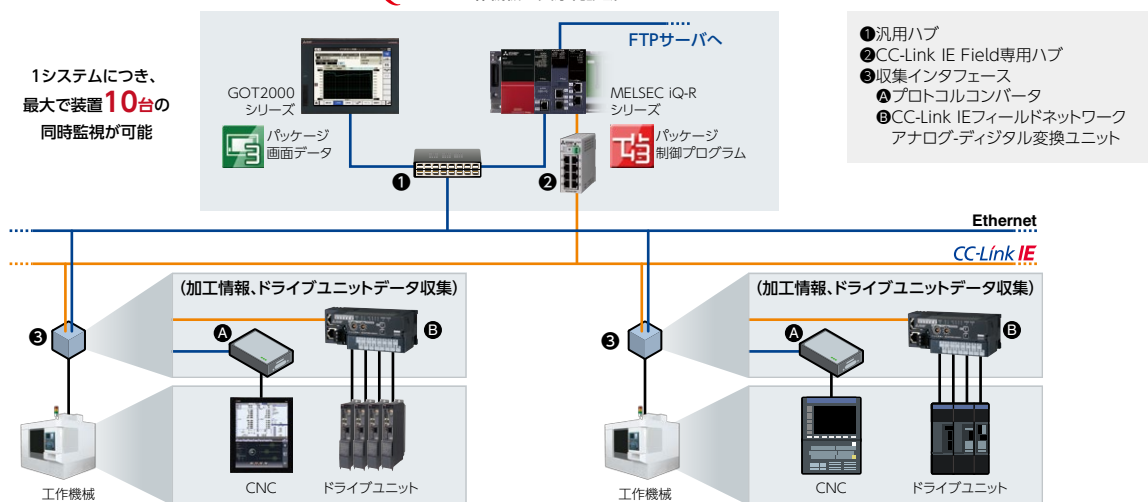 1システムにつき、
最大で装置10台の
同時監視が可能
GOT2000
シリーズ
パッケージ
画面データ
FTPサーバへ
MELSEC iQ-R
シリーズ
パッケージ
制御プログラム
❶
❷
❶汎用ハブ
❷CC-Link IE Field専用ハブ
❸収集インタフェース
Ⓐプロトコルコンバータ
ⒷCC-Link IEフィールドネットワーク
アナログ-ディジタル変換ユニット
Ethernet
CC-Link IE
(加工情報、ドライブユニットデータ収集)
❸
Ⓐ
Ⓑ
工作機械
CNC
ドライブユニット
(加工情報、ドライブユニットデータ収集)
❸
Ⓐ
Ⓑ
工作機械
CNC
ドライブユニット